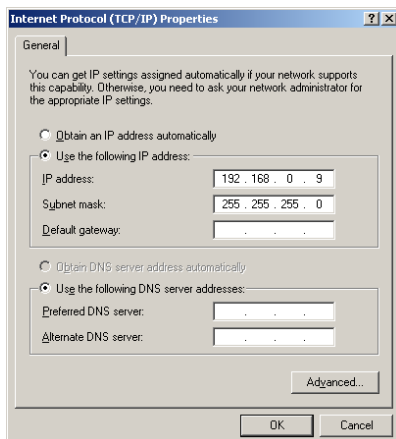 Internet Protocol (TCP/IP) Properties ? X
General
You can get IP settings assigned automatically if your network supports
this capability. Otherwise, you need to ask your network administrator for
the appropriate IP settings.
Obtain an IP address automatically
Use the following IP address:
IP address: 192 . 168 . 0 . 9
Subnet mask: 255 . 255 . 255 . 0
Default gateway: . . .
Obtain DNS server address automatically
Use the following DNS server addresses:
Preferred DNS server: . . .
Alternate DNS server: . . .
Advanced...
OK Cancel